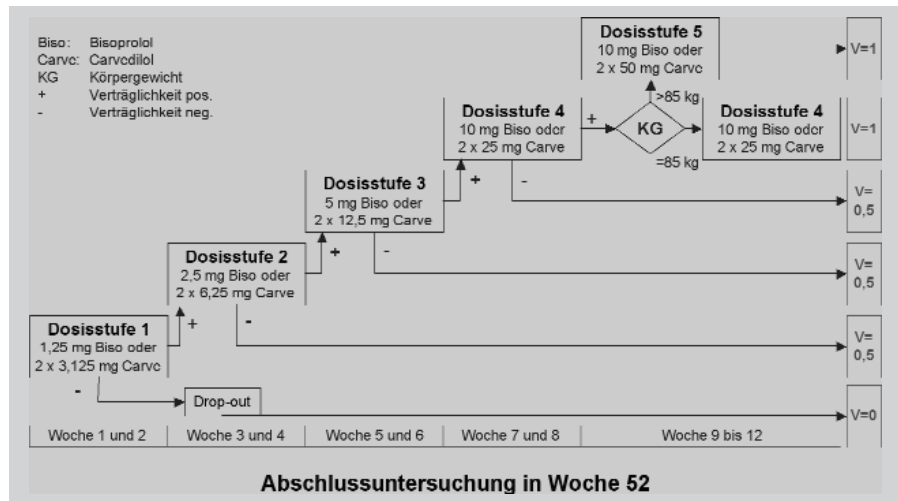 Biso: Bisoprolol
Carve: Carvedilol
KG Körpergewicht
+ Verträglichkeit pos.
- Verträglichkeit neg.
Dosisstufe 5
10 mg Biso oder
2 x 50 mg Carve
V=1
>85 kg
Dosisstufe 4
10 mg Biso oder
2 x 25 mg Carve
+
KG
=85 kg
Dosisstufe 4
10 mg Biso oder
2 x 25 mg Carve
V=1
Dosisstufe 3
5 mg Biso oder
2 x 12,5 mg Carve
+
-
V=
0,5
Dosisstufe 2
2,5 mg Biso oder
2 x 6,25 mg Carve
+
-
V=
0,5
Dosisstufe 1
1,25 mg Biso oder
2 x 3,125 mg Carve
+
-
V=
0,5
-
Drop-out
V=0
Woche 1 und 2
Woche 3 und 4
Woche 5 und 6
Woche 7 und 8
Woche 9 bis 12
Abschlussuntersuchung in Woche 52